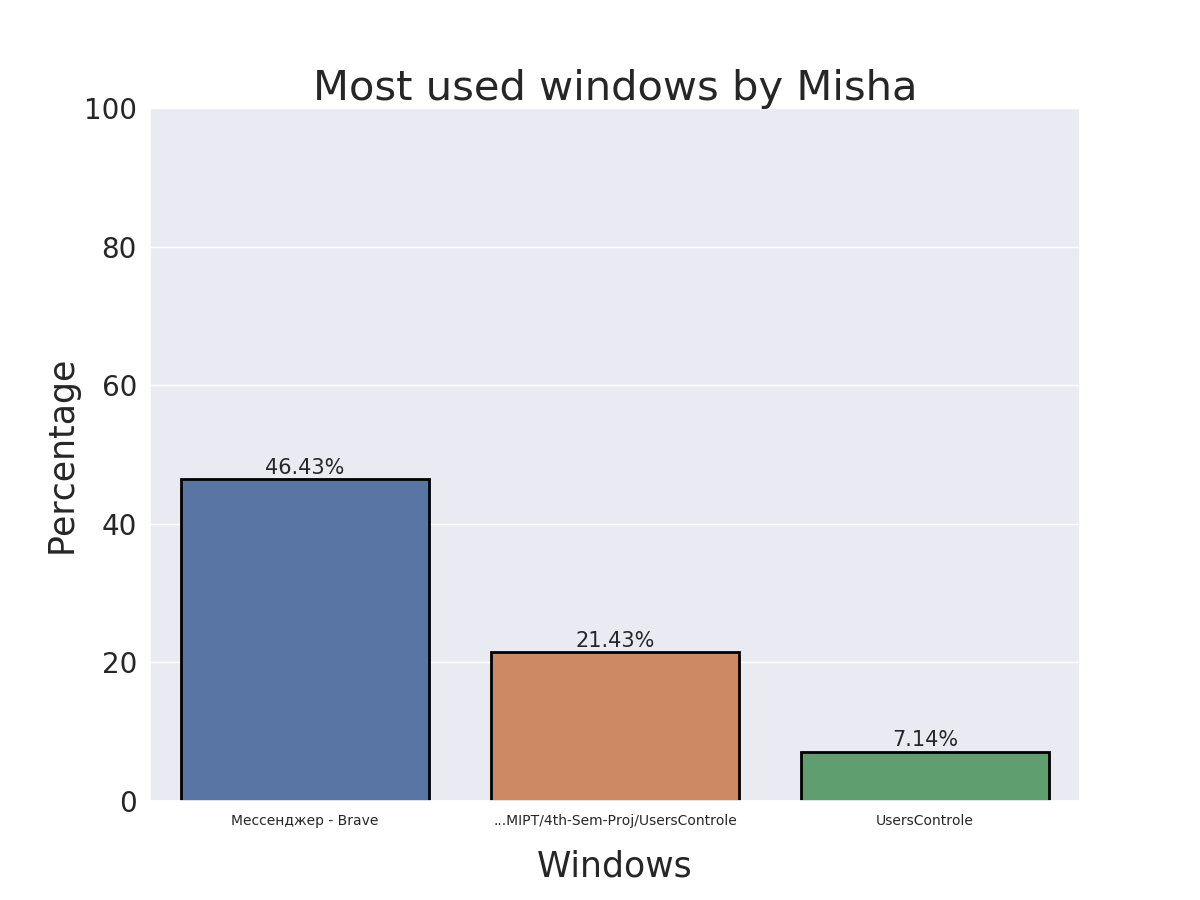 Most used windows by Misha
100
80
60
40
20
0
Percentage
46.43%
21.43%
7.14%
Мессенджер - Brave
...MIPT/4th-Sem-Proj/UsersControle
UsersControle
Windows